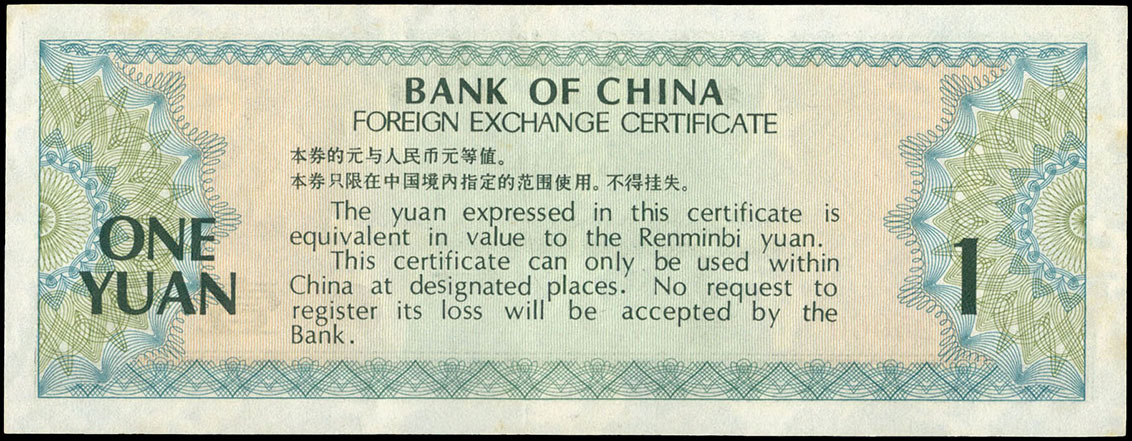 BANK OF CHINA
FOREIGN EXCHANGE CERTIFICATE
本券的元与人民币元等值。
本券只限在中国境内指定的范围使用。不得挂失。
The yuan expressed in this certificate is
equivalent in value to the Renminbi yuan.
This certificate can only be used within
China at designated places. No request to
register its loss will be accepted by the
Bank.
ONE
YUAN
1